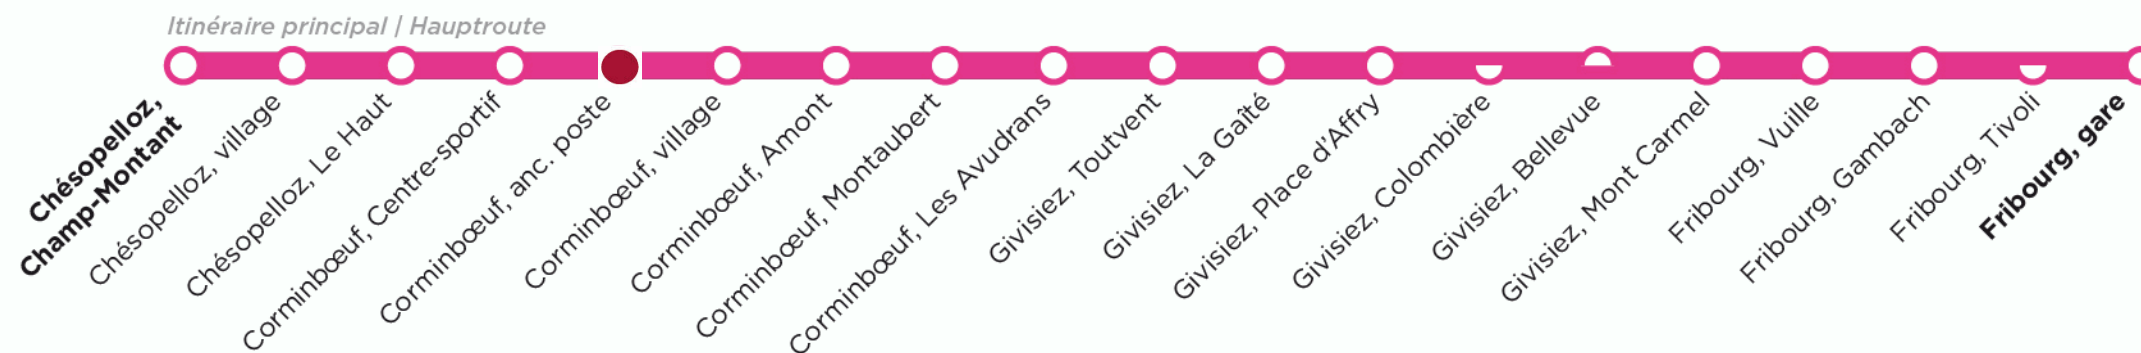 Itinéraire principal | Hauptroute
Chésopelloz,
Champ-Montant
Chésopelloz, village
Chésopelloz, Le Haut
Corminbœuf, Centre-sportif
Corminbœuf, anc. poste
Corminbœuf, village
Corminbœuf, Amont
Corminbœuf, Montaubert
Corminbœuf, Les Avudrans
Givisiez, Toutvent
Givisiez, La Gaîté
Givisiez, Place d'Affry
Givisiez, Colombière
Givisiez, Bellevue
Givisiez, Mont Carmel
Fribourg, Vuille
Fribourg, Gambach
Fribourg, Tivoli
Fribourg, gare